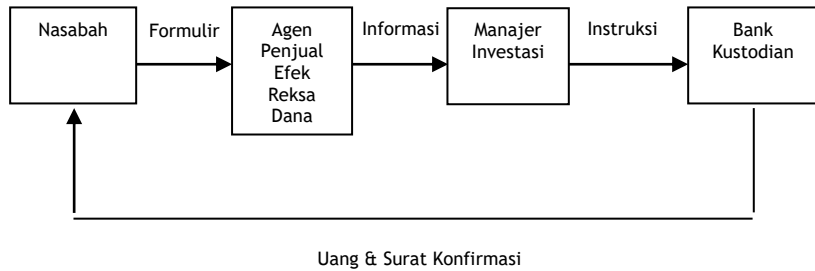 Nasabah
Formulir
Agen
Penjual
Efek
Reksa
Dana
Informasi
Manajer
Investasi
Instruksi
Bank
Kustodian
Uang & Surat Konfirmasi